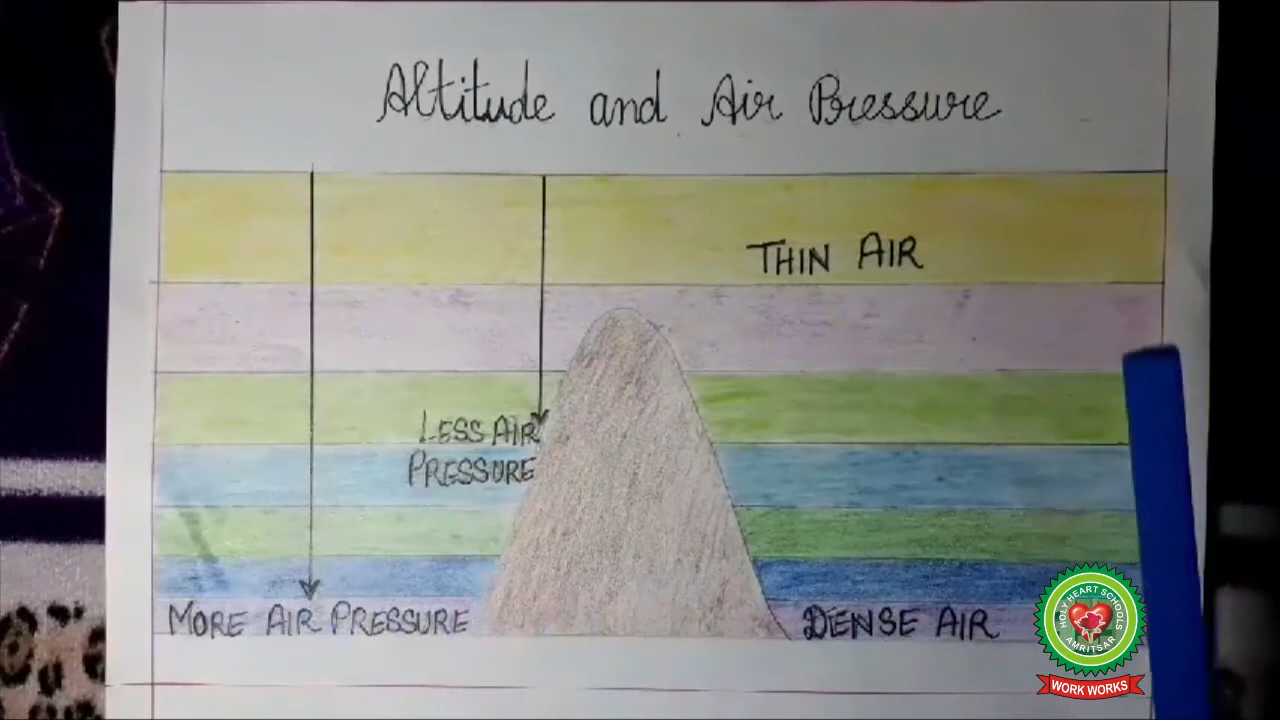 Altitude and Air Pressure
THIN AIR
LESS AIR
PRESSURE
MORE AIR PRESSURE
DENSE AIR
HOLY HEART SCHOOLS
AMRITSAR
WORK WORKS